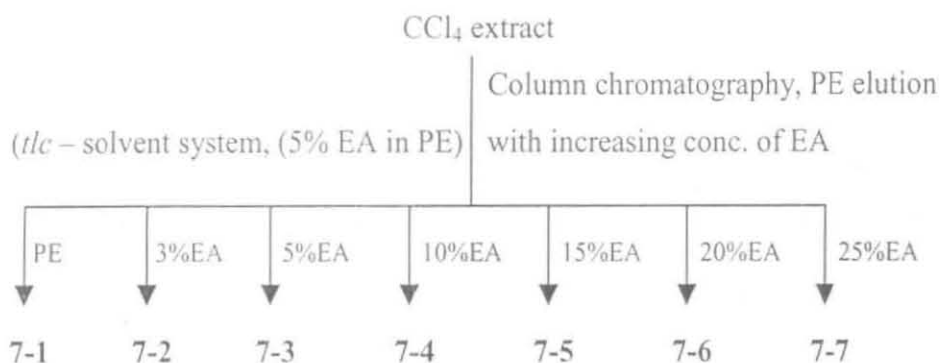 CCl₄ extract
Column chromatography, PE elution
(tlc – solvent system, (5% EA in PE) with increasing conc. of EA
PE 3%EA 5%EA 10%EA 15%EA 20%EA 25%EA
7-1 7-2 7-3 7-4 7-5 7-6 7-7